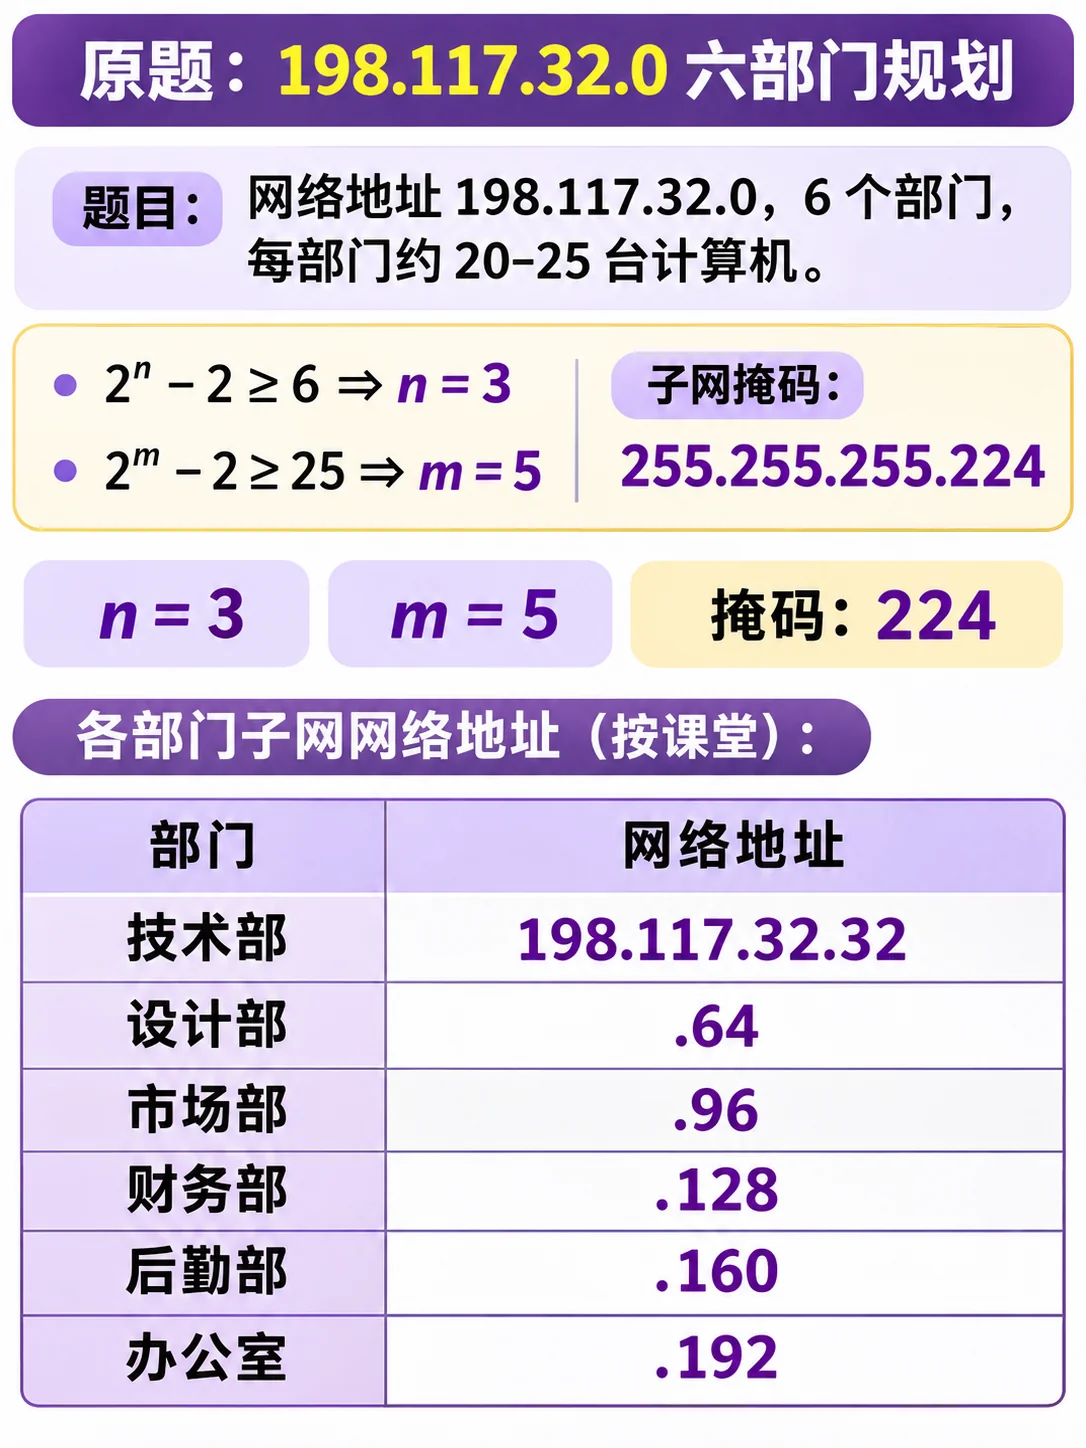 原题：198.117.32.0 六部门规划
题目：
网络地址 198.117.32.0，6 个部门，
每部门约 20-25 台计算机。
2ⁿ − 2 ≥ 6 ⇒ n = 3
2ᵐ − 2 ≥ 25 ⇒ m = 5
子网掩码：
255.255.255.224
n = 3
m = 5
掩码：224
各部门子网网络地址（按课堂）：
部门 网络地址
技术部 198.117.32.32
设计部 .64
市场部 .96
财务部 .128
后勤部 .160
办公室 .192